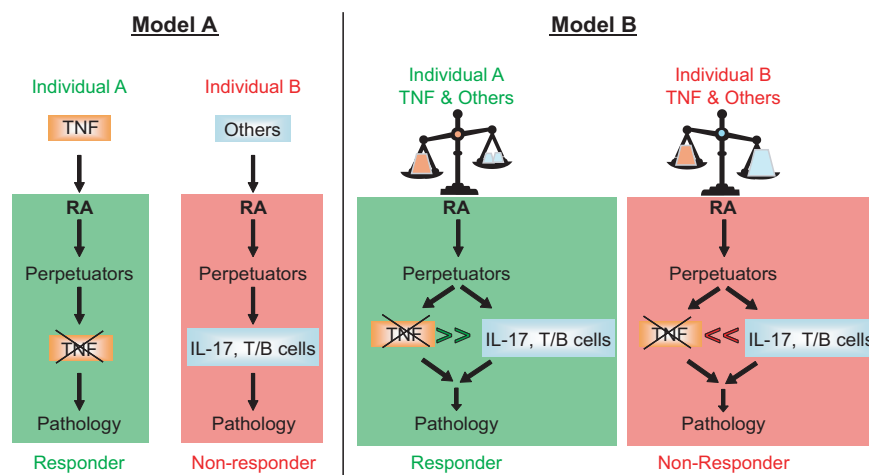 Model A
Individual A
TNF
RA
Perpetuators
TNF
Pathology
Responder
Individual B
Others
RA
Perpetuators
IL-17, T/B cells
Pathology
Non-responder
Model B
Individual A
TNF & Others
RA
Perpetuators
TNF >> IL-17, T/B cells
Pathology
Responder
Individual B
TNF & Others
RA
Perpetuators
TNF << IL-17, T/B cells
Pathology
Non-Responder